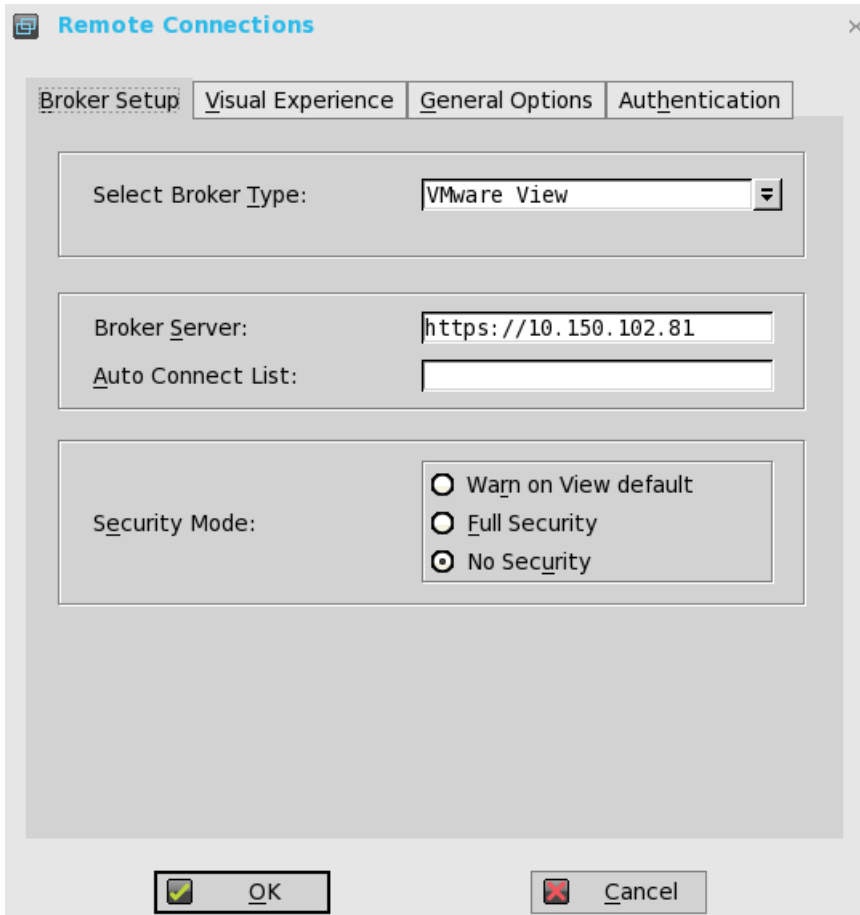 Remote Connections
Broker Setup Visual Experience General Options Authentication
Select Broker Type: VMware View
Broker Server: https://10.150.102.81
Auto Connect List:
Warn on View default
Security Mode: Full Security
No Security
OK Cancel